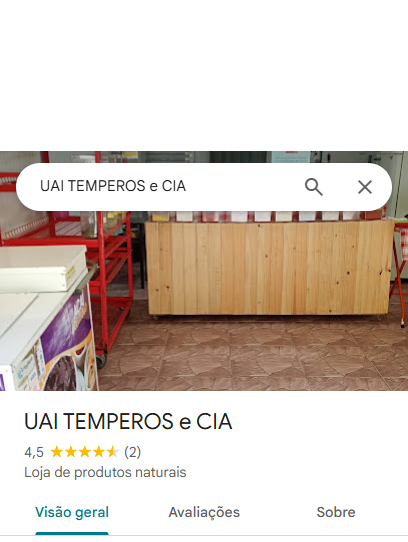 UAI TEMPEROS e CIA
UAI TEMPEROS e CIA
4,5 (2)
Loja de produtos naturais
Visão geral Avaliações Sobre